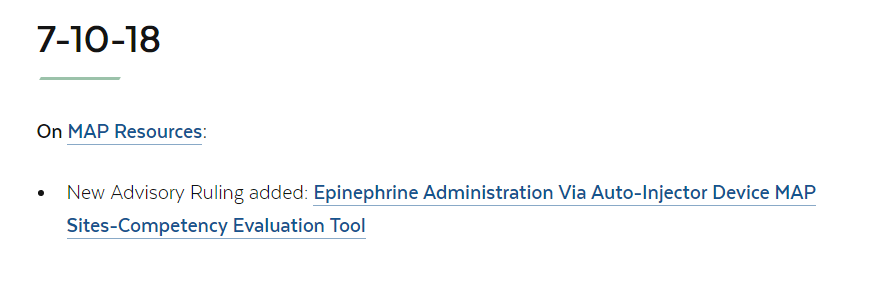 7-10-18
On MAP Resources:
• New Advisory Ruling added: Epinephrine Administration Via Auto-Injector Device MAP
Sites-Competency Evaluation Tool